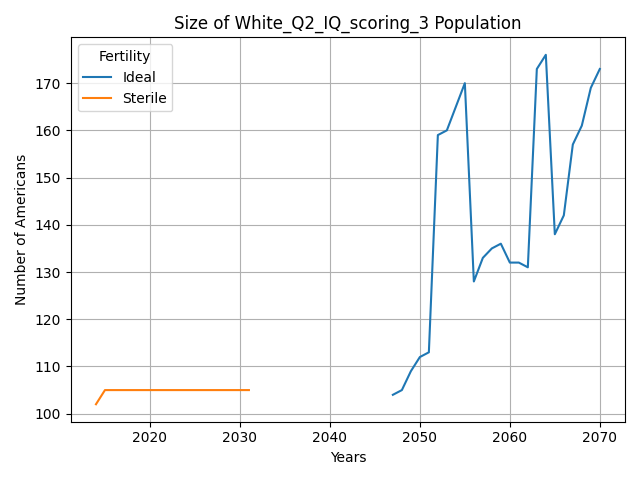 Size of White_Q2_IQ_scoring_3 Population
Fertility
Ideal
Sterile
Number of Americans
170
160
150
140
130
120
110
100
2020
2030
2040
2050
2060
2070
Years